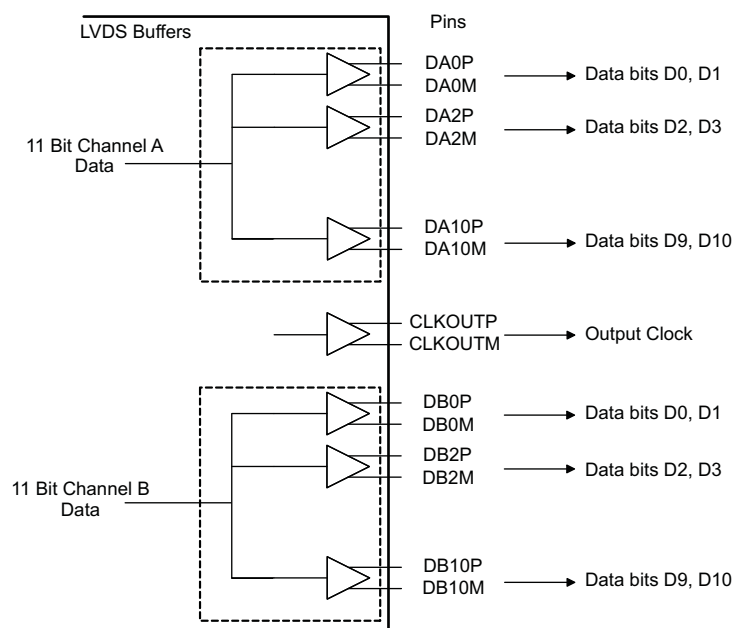 LVDS Buffers
Pins
DA0P
DA0M
Data bits D0, D1
DA2P
DA2M
Data bits D2, D3
11 Bit Channel A
Data
DA10P
DA10M
Data bits D9, D10
CLKOUTP
CLKOUTM
Output Clock
DB0P
DB0M
Data bits D0, D1
DB2P
DB2M
Data bits D2, D3
11 Bit Channel B
Data
DB10P
DB10M
Data bits D9, D10